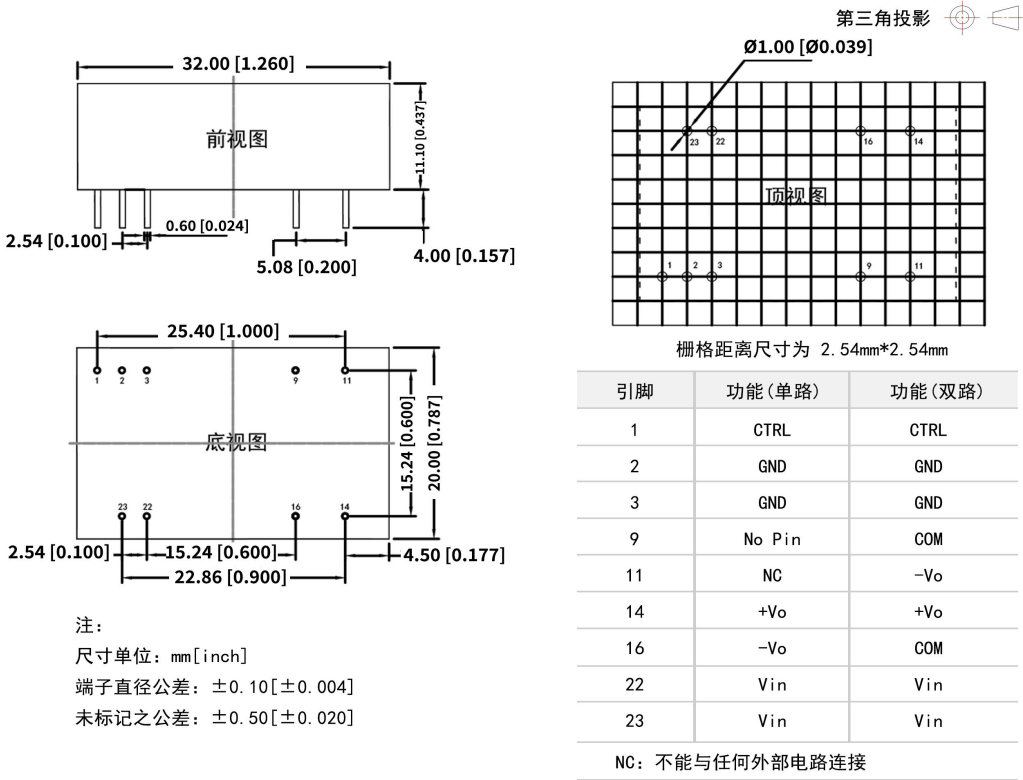 第三角投影
32.00 [1.260]
前视图
11.10 [0.437]
0.60 [0.024]
2.54 [0.100]
5.08 [0.200]
4.00 [0.157]
Ø1.00 [Ø0.039]
23 22 16 14
顶视图
1 2 3 9 11
栅格距离尺寸为 2.54mm*2.54mm
25.40 [1.000]
1 2 3 9 11
底视图
15.24 [0.600]
20.00 [0.787]
23 22 16 14
2.54 [0.100]
15.24 [0.600]
4.50 [0.177]
22.86 [0.900]
注:
尺寸单位: mm[inch]
端子直径公差: ±0.10[±0.004]
未标记之公差: ±0.50[±0.020]
引脚 功能(单路) 功能(双路)
1 CTRL CTRL
2 GND GND
3 GND GND
9 No Pin COM
11 NC -Vo
14 +Vo +Vo
16 -Vo COM
22 Vin Vin
23 Vin Vin
NC: 不能与任何外部电路连接